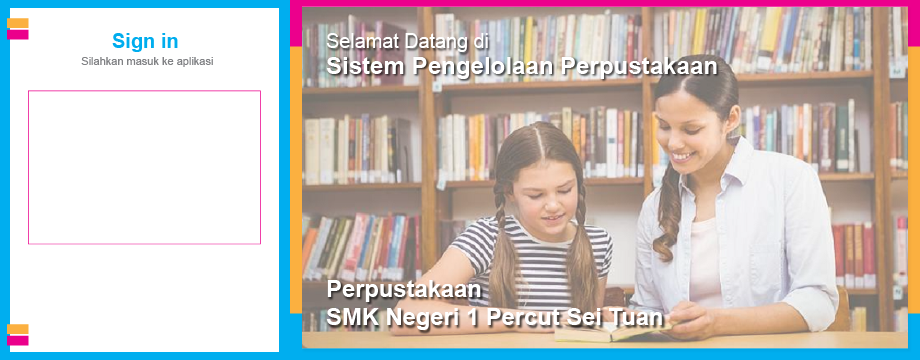 Sign in
Silahkan masuk ke aplikasi
Selamat Datang di
Sistem Pengelolaan Perpustakaan
Perpustakaan
SMK Negeri 1 Percut Sei Tuan